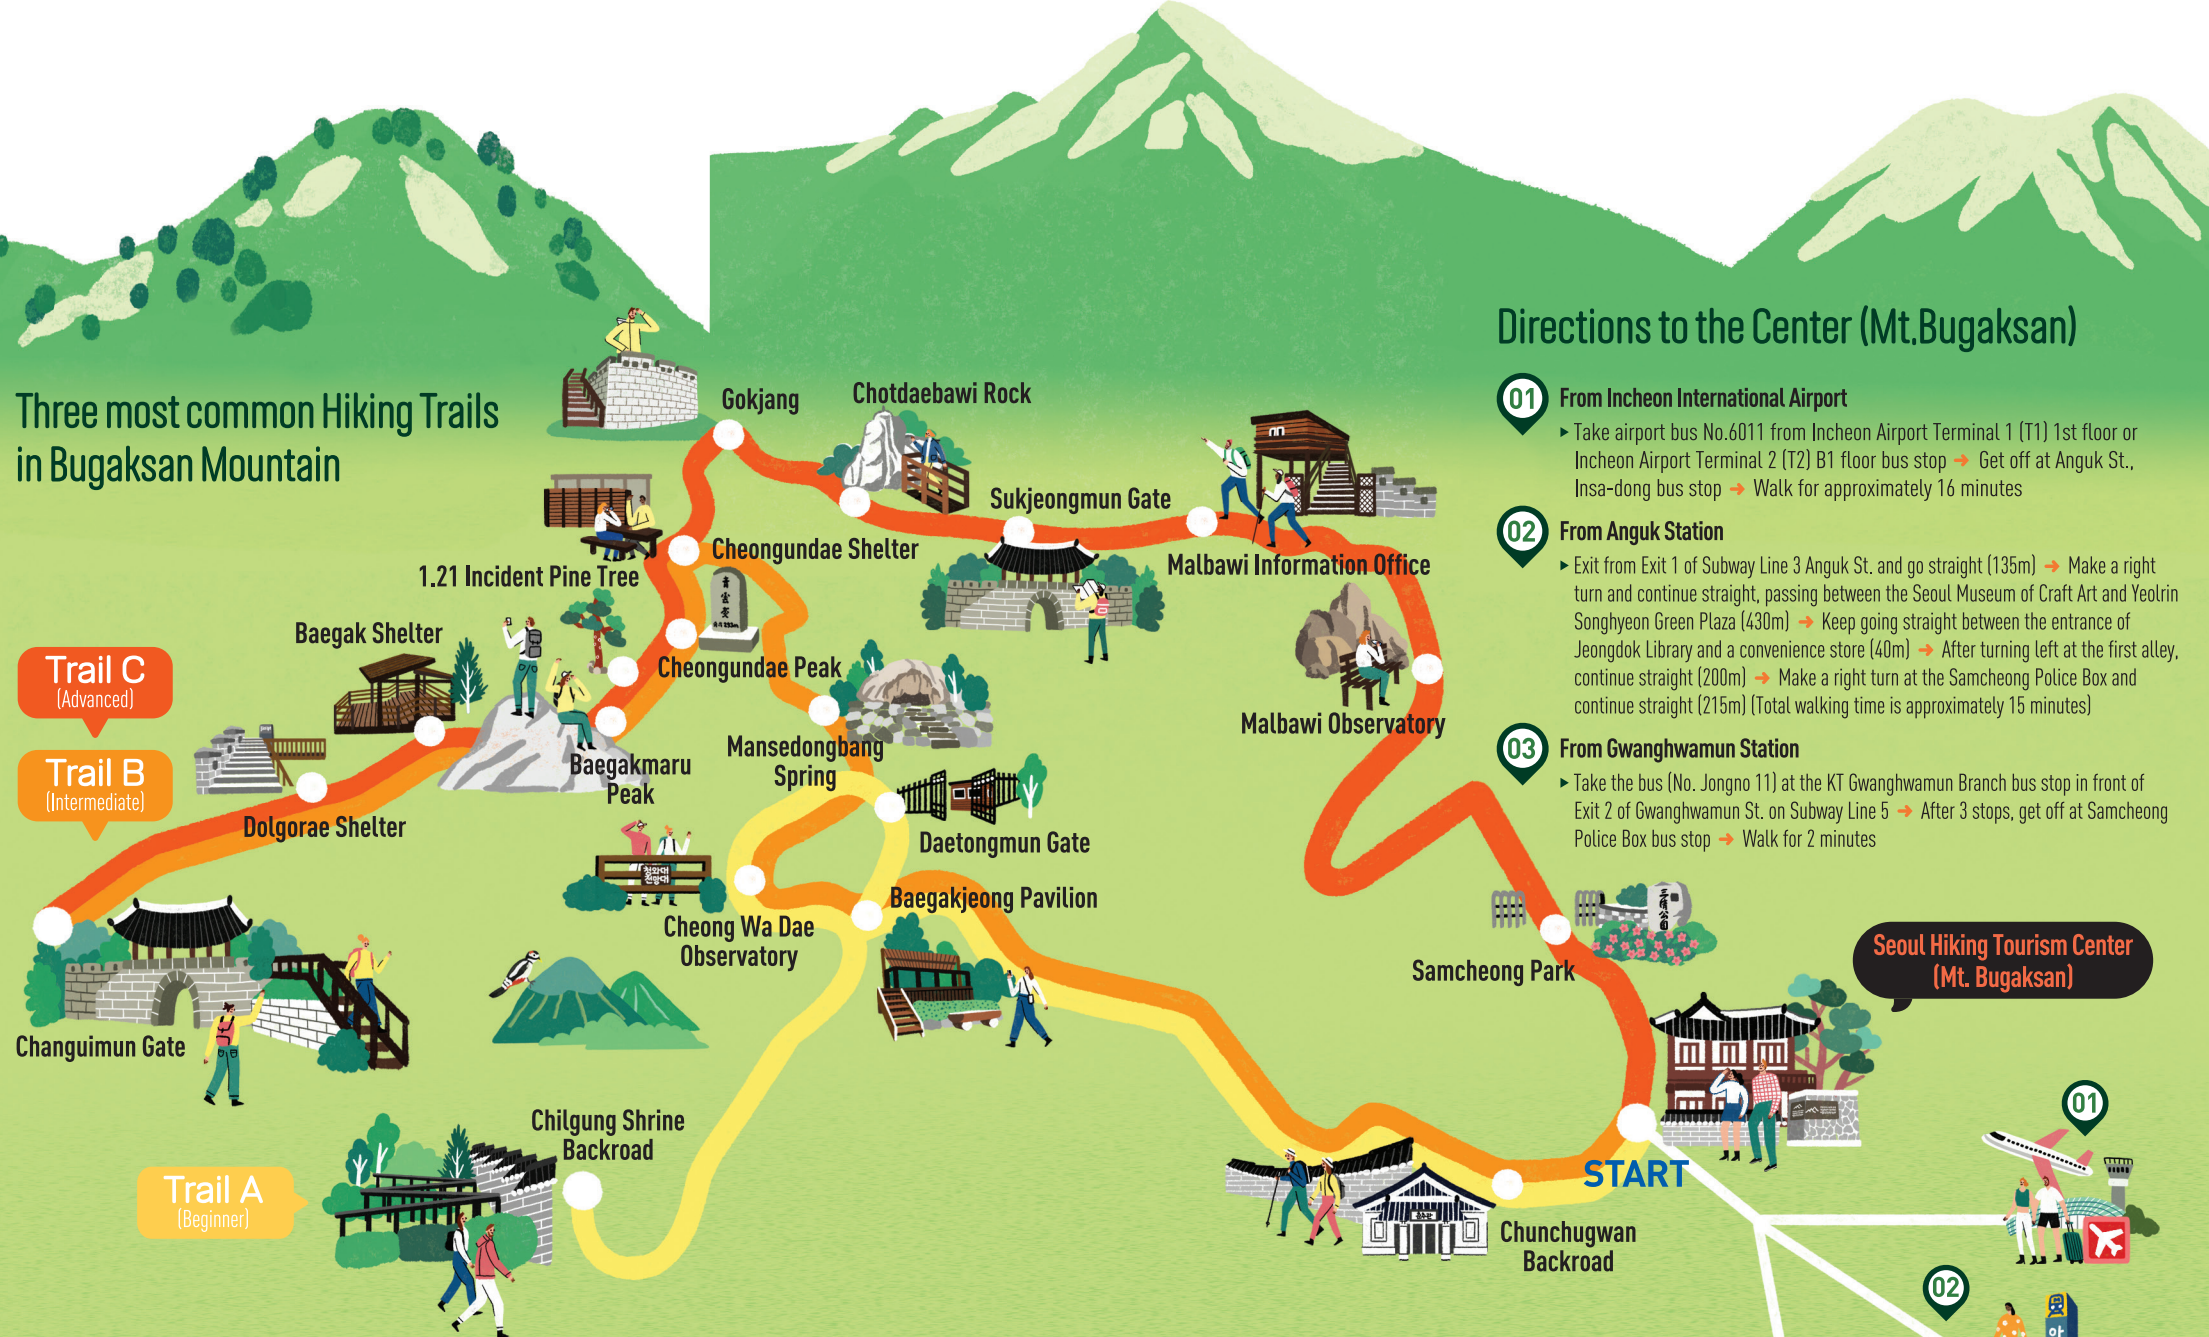 Three most common Hiking Trails
in Bugaksan Mountain
Directions to the Center (Mt.Bugaksan)
01
From Incheon International Airport
▸ Take airport bus No.6011 from Incheon Airport Terminal 1 (T1) 1st floor or
Incheon Airport Terminal 2 (T2) B1 floor bus stop ➜ Get off at Anguk St.,
Insa-dong bus stop ➜ Walk for approximately 16 minutes
02
From Anguk Station
▸ Exit from Exit 1 of Subway Line 3 Anguk St. and go straight (135m) ➜ Make a right
turn and continue straight, passing between the Seoul Museum of Craft Art and Yeolrin
Songhyeon Green Plaza (430m) ➜ Keep going straight between the entrance of
Jeongdok Library and a convenience store (40m) ➜ After turning left at the first alley,
continue straight (200m) ➜ Make a right turn at the Samcheong Police Box and
continue straight (215m) (Total walking time is approximately 15 minutes)
03
From Gwanghwamun Station
▸ Take the bus (No. Jongno 11) at the KT Gwanghwamun Branch bus stop in front of
Exit 2 of Gwanghwamun St. on Subway Line 5 ➜ After 3 stops, get off at Samcheong
Police Box bus stop ➜ Walk for 2 minutes
Gokjang
Chotdaebawi Rock
Sukjeongmun Gate
Malbawi Information Office
Cheongundae Shelter
1.21 Incident Pine Tree
Baegak Shelter
Cheongundae Peak
Malbawi Observatory
Trail C
(Advanced)
Trail B
(Intermediate)
Mansedongbang
Spring
Baegakmaru
Peak
Dolgorae Shelter
Daetongmun Gate
청와대
전망대
Baegakjeong Pavilion
Cheong Wa Dae
Observatory
三淸公園
Samcheong Park
Seoul Hiking Tourism Center
(Mt. Bugaksan)
Changuimun Gate
Chilgung Shrine
Backroad
Trail A
(Beginner)
START
Chunchugwan
Backroad
01
02